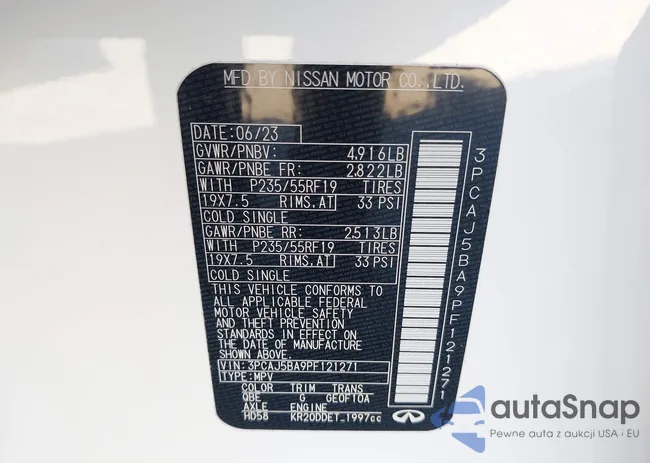 MFD BY NISSAN MOTOR CO.,LTD.
DATE:06/23
GVWR/PNBV: 4,916LB
GAWR/PNBE FR: 2,822LB
WITH P235/55RF19 TIRES
19X7.5 RIMS,AT 33 PSI
COLD SINGLE
GAWR/PNBE RR: 2,513LB
WITH P235/55RF19 TIRES
19X7.5 RIMS,AT 33 PSI
COLD SINGLE
THIS VEHICLE CONFORMS TO
ALL APPLICABLE FEDERAL
MOTOR VEHICLE SAFETY
AND THEFT PREVENTION
STANDARDS IN EFFECT ON
THE DATE OF MANUFACTURE
SHOWN ABOVE.
VIN:3PCAJ5BA9PF121271
TYPE:MPV
COLOR TRIM TRANS
QBE G GE0FT0A
AXLE ENGINE
HD58 KR20DDET,1997cc
3PCAJ5BA9PF121271
autaSnap
Pewne auta z aukcji USA i EU